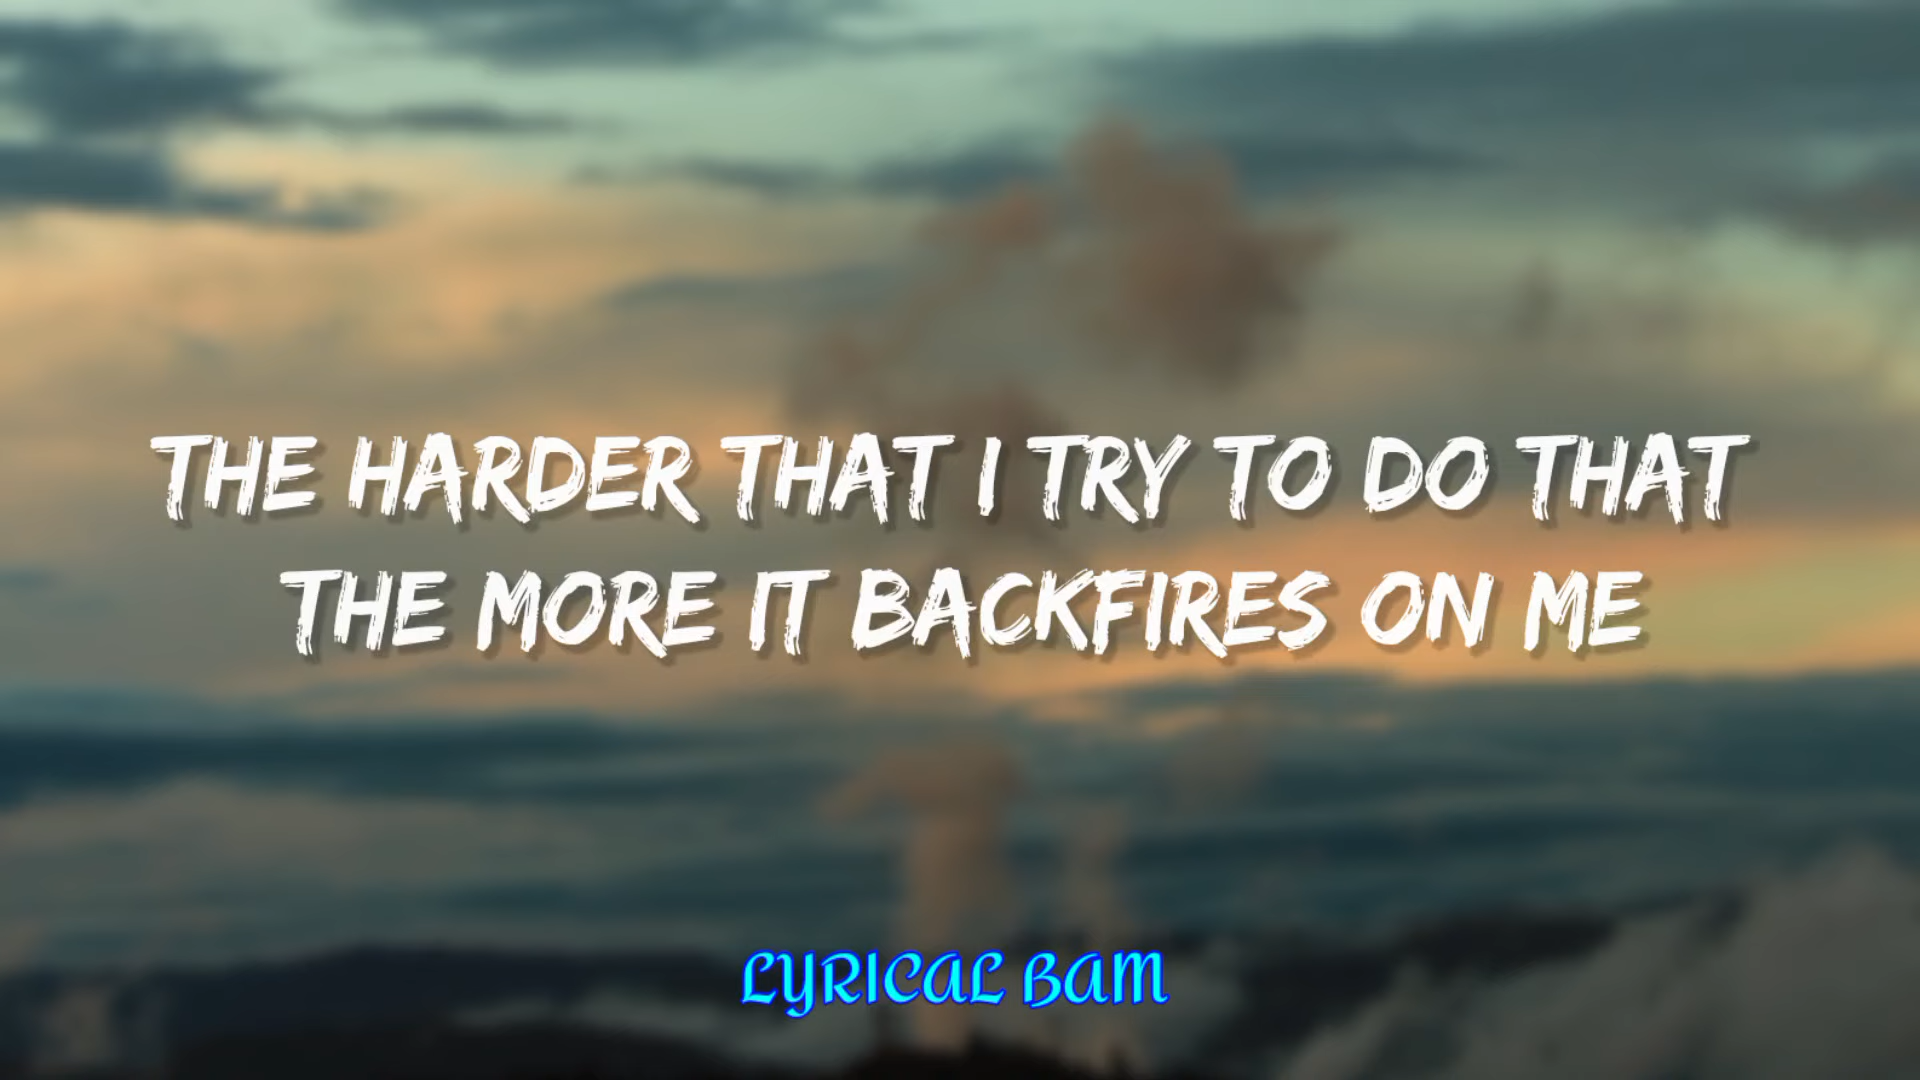 THE HARDER THAT I TRY TO DO THAT
THE MORE IT BACKFIRES ON ME
LYRICAL BAM